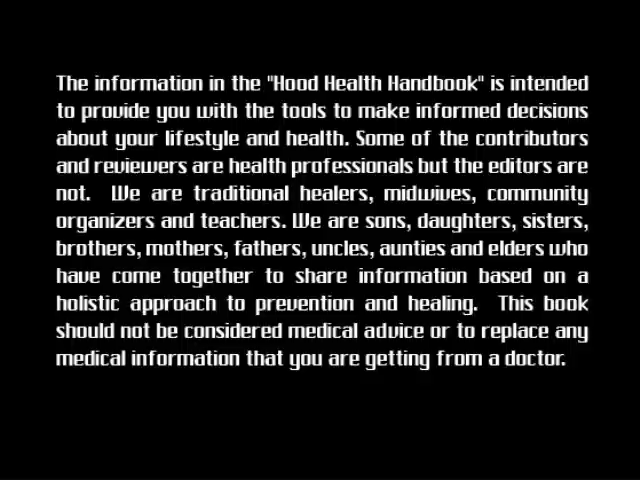 The information in the "Hood Health Handbook" is intended
to provide you with the tools to make informed decisions
about your lifestyle and health. Some of the contributors
and reviewers are health professionals but the editors are
not.  We are traditional healers, midwives, community
organizers and teachers. We are sons, daughters, sisters,
brothers, mothers, fathers, uncles, aunties and elders who
have come together to share information based on a
holistic approach to prevention and healing.  This book
should not be considered medical advice or to replace any
medical information that you are getting from a doctor.